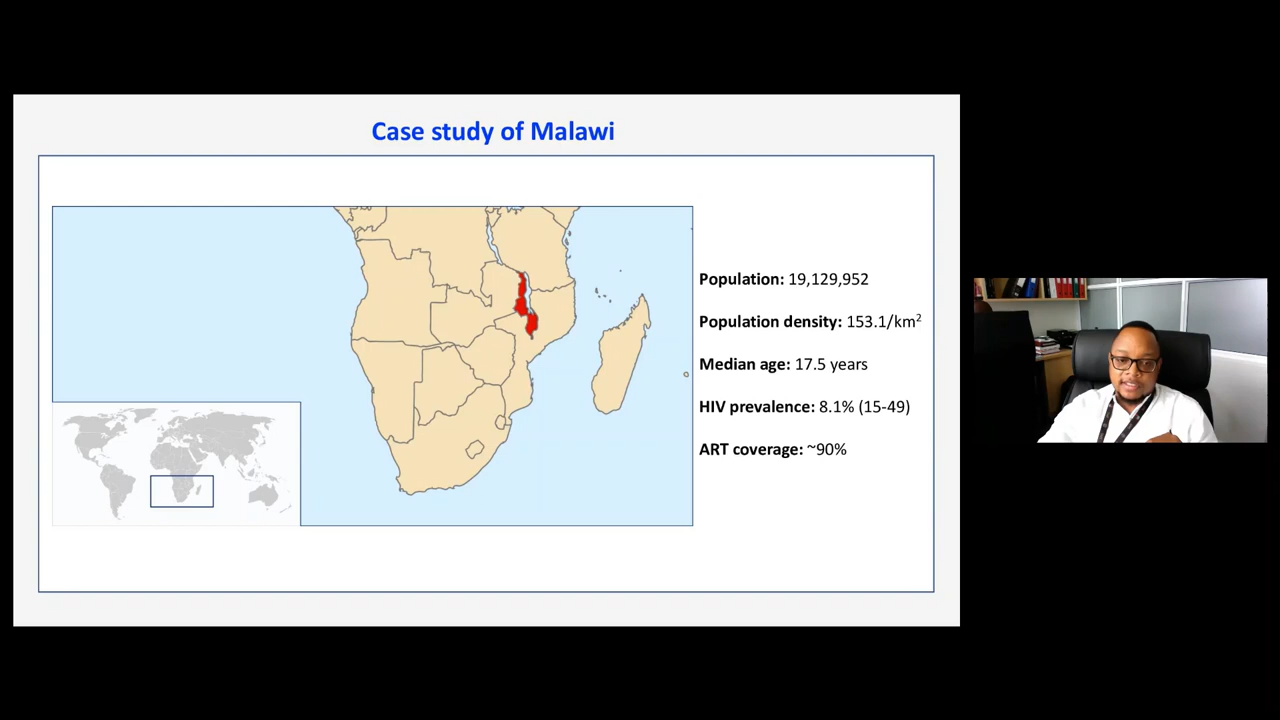 Case study of Malawi
Population: 19,129,952
Population density: 153.1/km²
Median age: 17.5 years
HIV prevalence: 8.1% (15-49)
ART coverage: ~90%